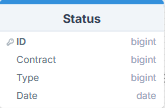 Status
ID bigint
Contract bigint
Type bigint
Date date